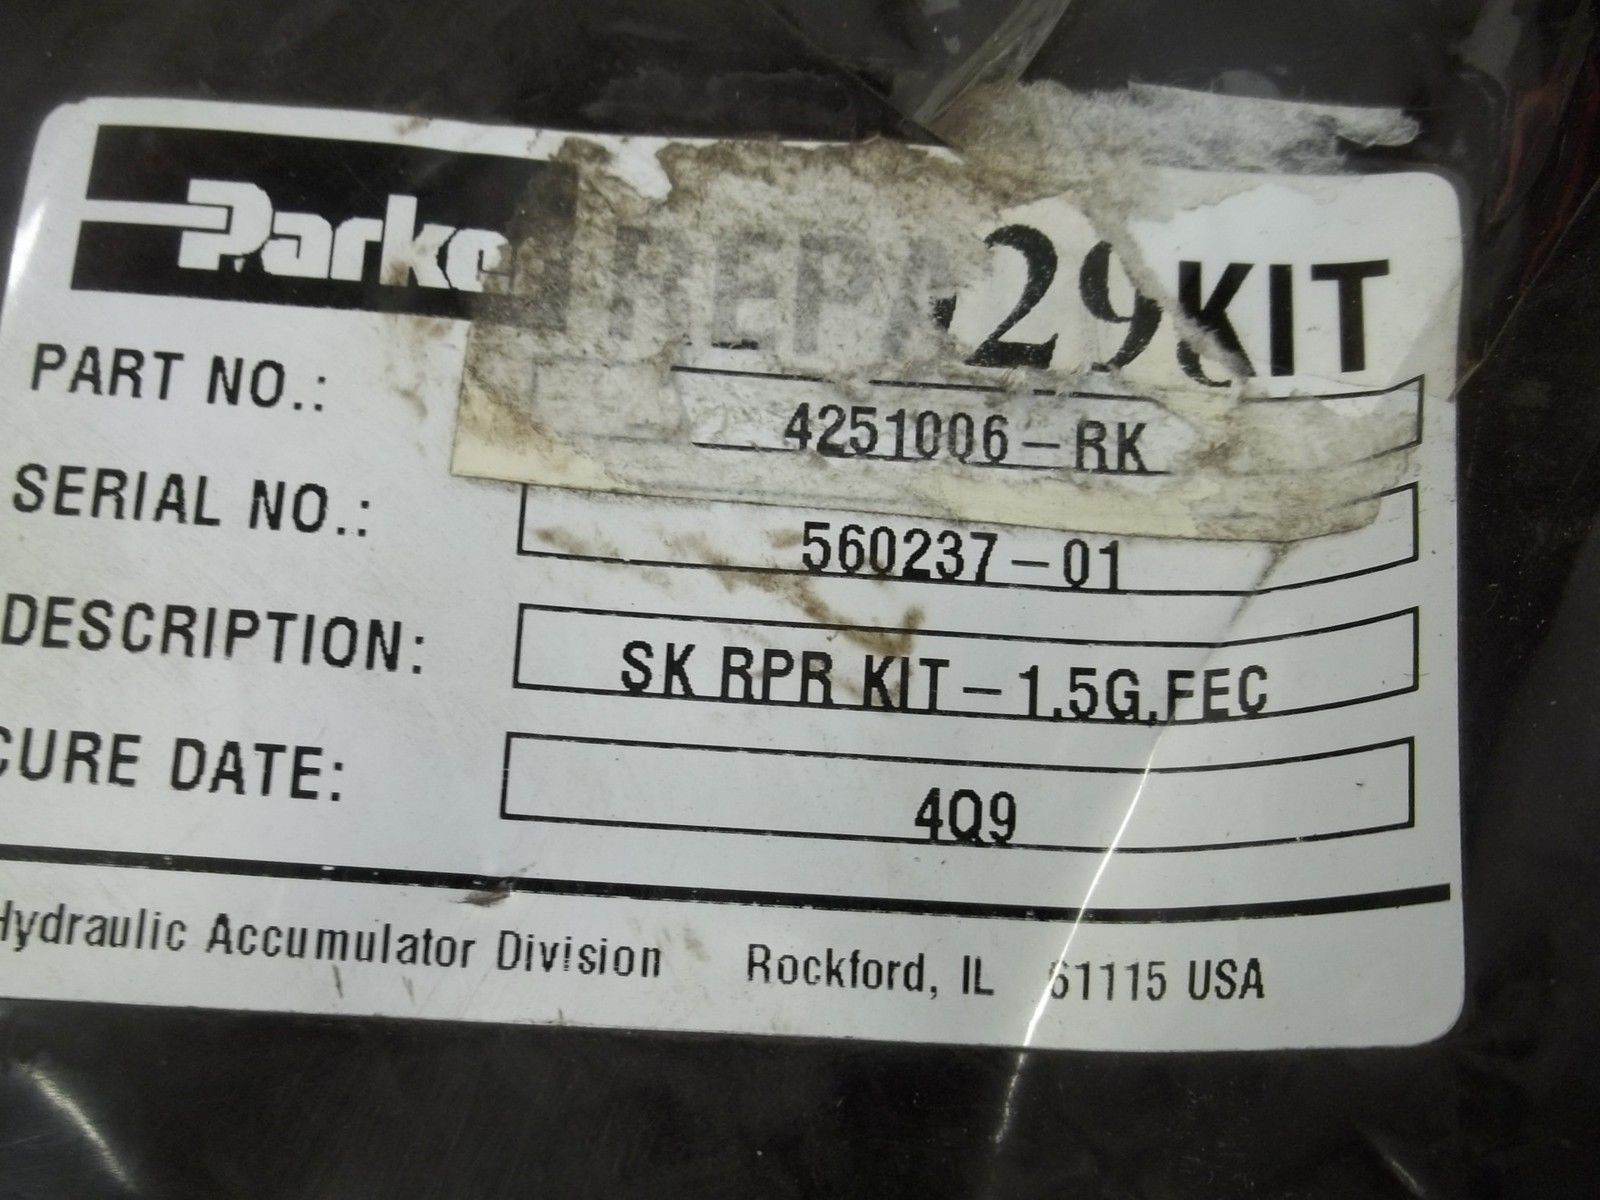 Parke
29 KIT
PART NO.: 4251006-RK
SERIAL NO.: 560237-01
DESCRIPTION: SK RPR KIT-1.5G,FEC
CURE DATE: 4Q9
Hydraulic Accumulator Division Rockford, IL 61115 USA